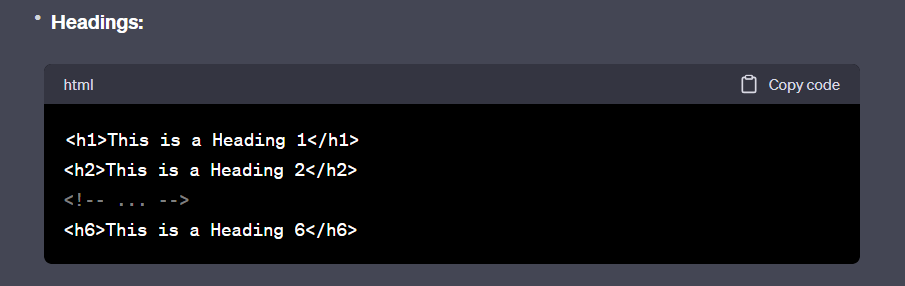 • Headings:
html Copy code
<h1>This is a Heading 1</h1>
<h2>This is a Heading 2</h2>
<!-- ... -->
<h6>This is a Heading 6</h6>